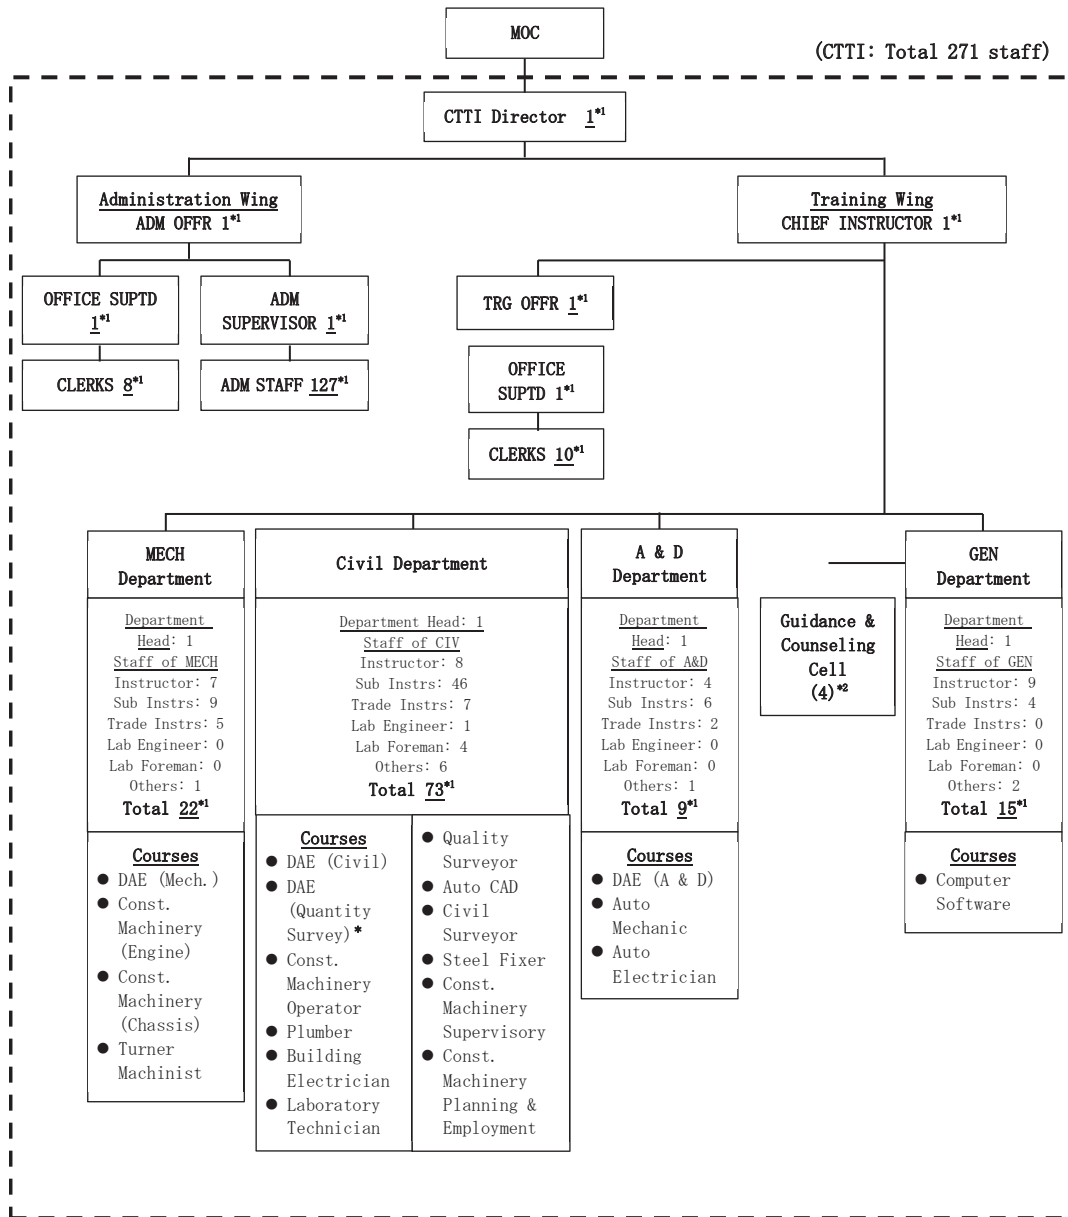 MOC
(CTTI: Total 271 staff)
CTTI Director 1*1
Administration Wing
ADM OFFR 1*1
Training Wing
CHIEF INSTRUCTOR 1*1
OFFICE SUPTD
1*1
ADM
SUPERVISOR 1*1
TRG OFFR 1*1
CLERKS 8*1
ADM STAFF 127*1
OFFICE
SUPTD 1*1
CLERKS 10*1
MECH
Department
Department
Head: 1
Staff of MECH
Instructor: 7
Sub Instrs: 9
Trade Instrs: 5
Lab Engineer: 0
Lab Foreman: 0
Others: 1
Total 22*1
Courses
● DAE (Mech.)
● Const.
Machinery
(Engine)
● Const.
Machinery
(Chassis)
● Turner
Machinist
Civil Department
Department Head: 1
Staff of CIV
Instructor: 8
Sub Instrs: 46
Trade Instrs: 7
Lab Engineer: 1
Lab Foreman: 4
Others: 6
Total 73*1
Courses
● DAE (Civil)
● DAE
(Quantity
Survey)*
● Const.
Machinery
Operator
● Plumber
● Building
Electrician
● Laboratory
Technician
● Quality
Surveyor
● Auto CAD
● Civil
Surveyor
● Steel Fixer
● Const.
Machinery
Supervisory
● Const.
Machinery
Planning &
Employment
A & D
Department
Department
Head: 1
Staff of A&D
Instructor: 4
Sub Instrs: 6
Trade Instrs: 2
Lab Engineer: 0
Lab Foreman: 0
Others: 1
Total 9*1
Courses
● DAE (A & D)
● Auto
Mechanic
● Auto
Electrician
Guidance &
Counseling
Cell
(4)*2
GEN
Department
Department
Head: 1
Staff of GEN
Instructor: 9
Sub Instrs: 4
Trade Instrs: 0
Lab Engineer: 0
Lab Foreman: 0
Others: 2
Total 15*1
Courses
● Computer
Software